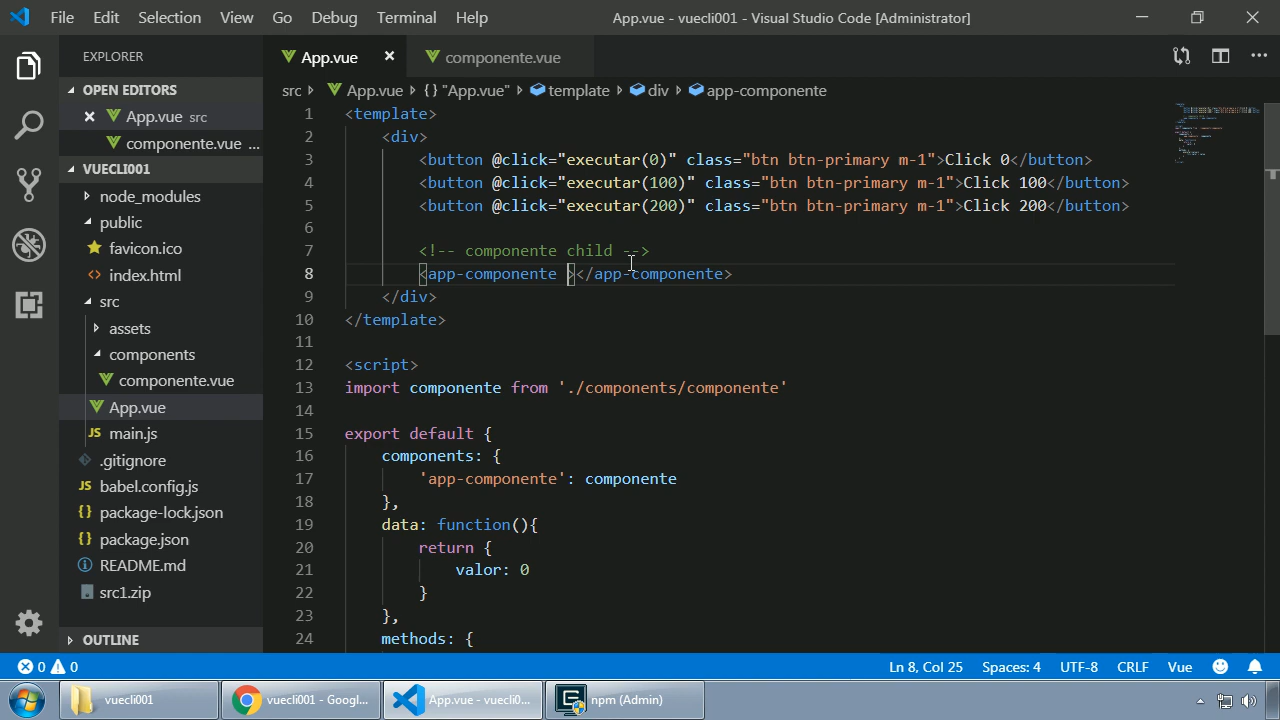 File Edit Selection View Go Debug Terminal Help
App.vue - vuecli001 - Visual Studio Code [Administrator]
EXPLORER
OPEN EDITORS
App.vue src
componente.vue ...
VUECLI001
node_modules
public
favicon.ico
index.html
src
assets
components
componente.vue
App.vue
JS main.js
.gitignore
JS babel.config.js
{} package-lock.json
{} package.json
README.md
src1.zip
OUTLINE
App.vue
componente.vue
src App.vue {} "App.vue" template div app-componente
1 <template>
2 <div>
3 <button @click="executar(0)" class="btn btn-primary m-1">Click 0</button>
4 <button @click="executar(100)" class="btn btn-primary m-1">Click 100</button>
5 <button @click="executar(200)" class="btn btn-primary m-1">Click 200</button>
6
7 <!-- componente child -->
8 <app-componente ></app-componente>
9 </div>
10 </template>
11
12 <script>
13 import componente from './components/componente'
14
15 export default {
16 components: {
17 'app-componente': componente
18 },
19 data: function(){
20 return {
21 valor: 0
22 }
23 },
24 methods: {
0 0
Ln 8, Col 25 Spaces: 4 UTF-8 CRLF Vue
vuecli001
vuecli001 - Googl...
App.vue - vuecli0...
npm (Admin)